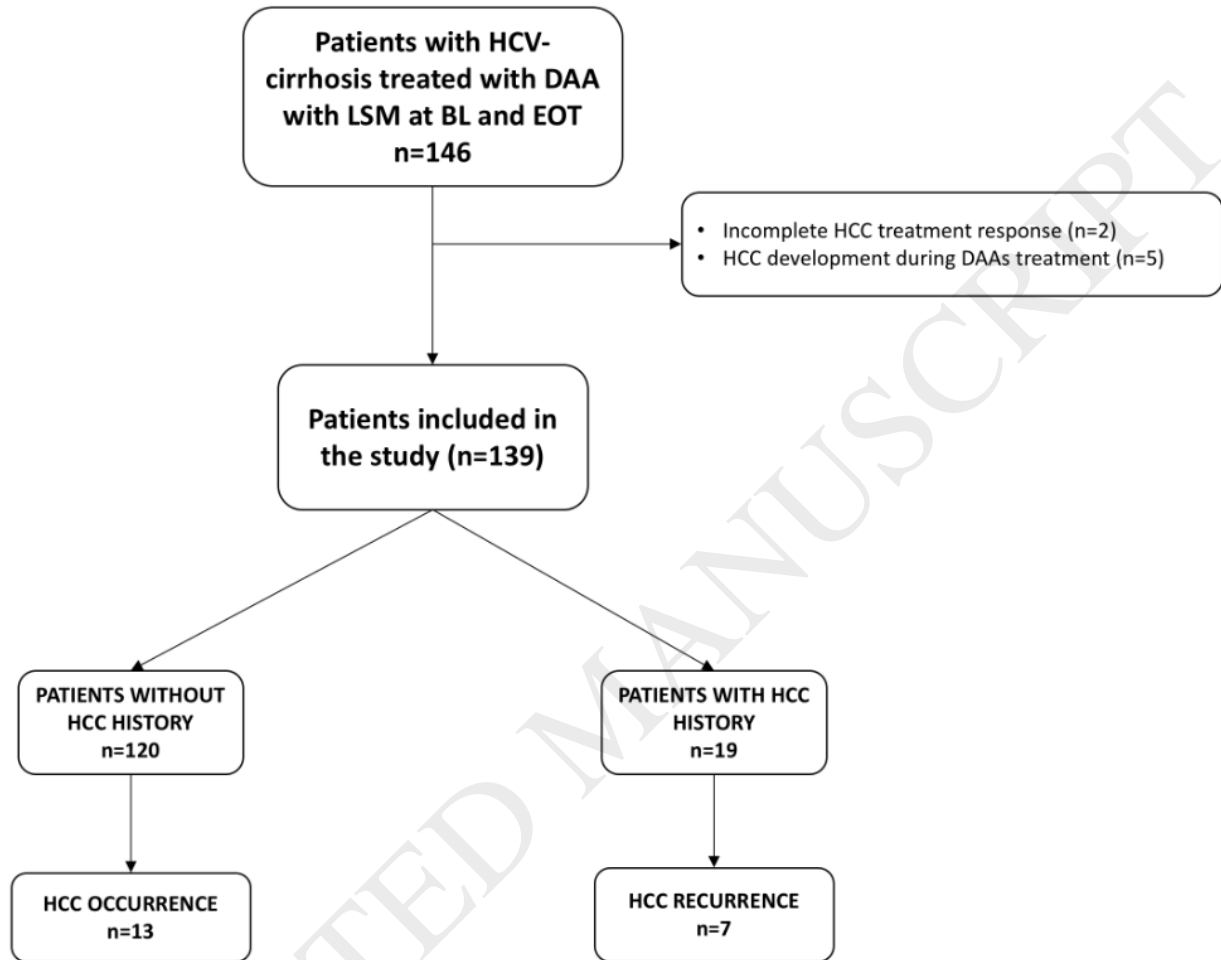 Patients with HCV-
cirrhosis treated with DAA
with LSM at BL and EOT
n=146
• Incomplete HCC treatment response (n=2)
• HCC development during DAAs treatment (n=5)
Patients included in
the study (n=139)
PATIENTS WITHOUT
HCC HISTORY
n=120
PATIENTS WITH HCC
HISTORY
n=19
HCC OCCURRENCE
n=13
HCC RECURRENCE
n=7
TED MANUSCRIPT